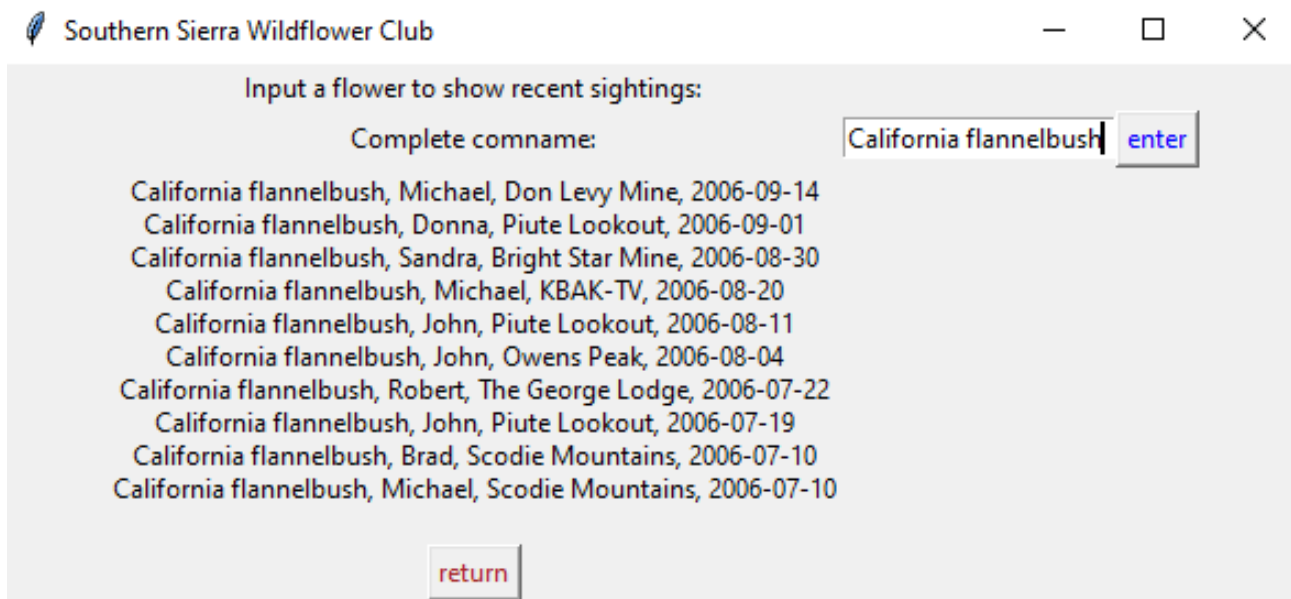 Southern Sierra Wildflower Club
Input a flower to show recent sightings:
Complete comname: California flannelbush enter
California flannelbush, Michael, Don Levy Mine, 2006-09-14
California flannelbush, Donna, Piute Lookout, 2006-09-01
California flannelbush, Sandra, Bright Star Mine, 2006-08-30
California flannelbush, Michael, KBAK-TV, 2006-08-20
California flannelbush, John, Piute Lookout, 2006-08-11
California flannelbush, John, Owens Peak, 2006-08-04
California flannelbush, Robert, The George Lodge, 2006-07-22
California flannelbush, John, Piute Lookout, 2006-07-19
California flannelbush, Brad, Scodie Mountains, 2006-07-10
California flannelbush, Michael, Scodie Mountains, 2006-07-10
return